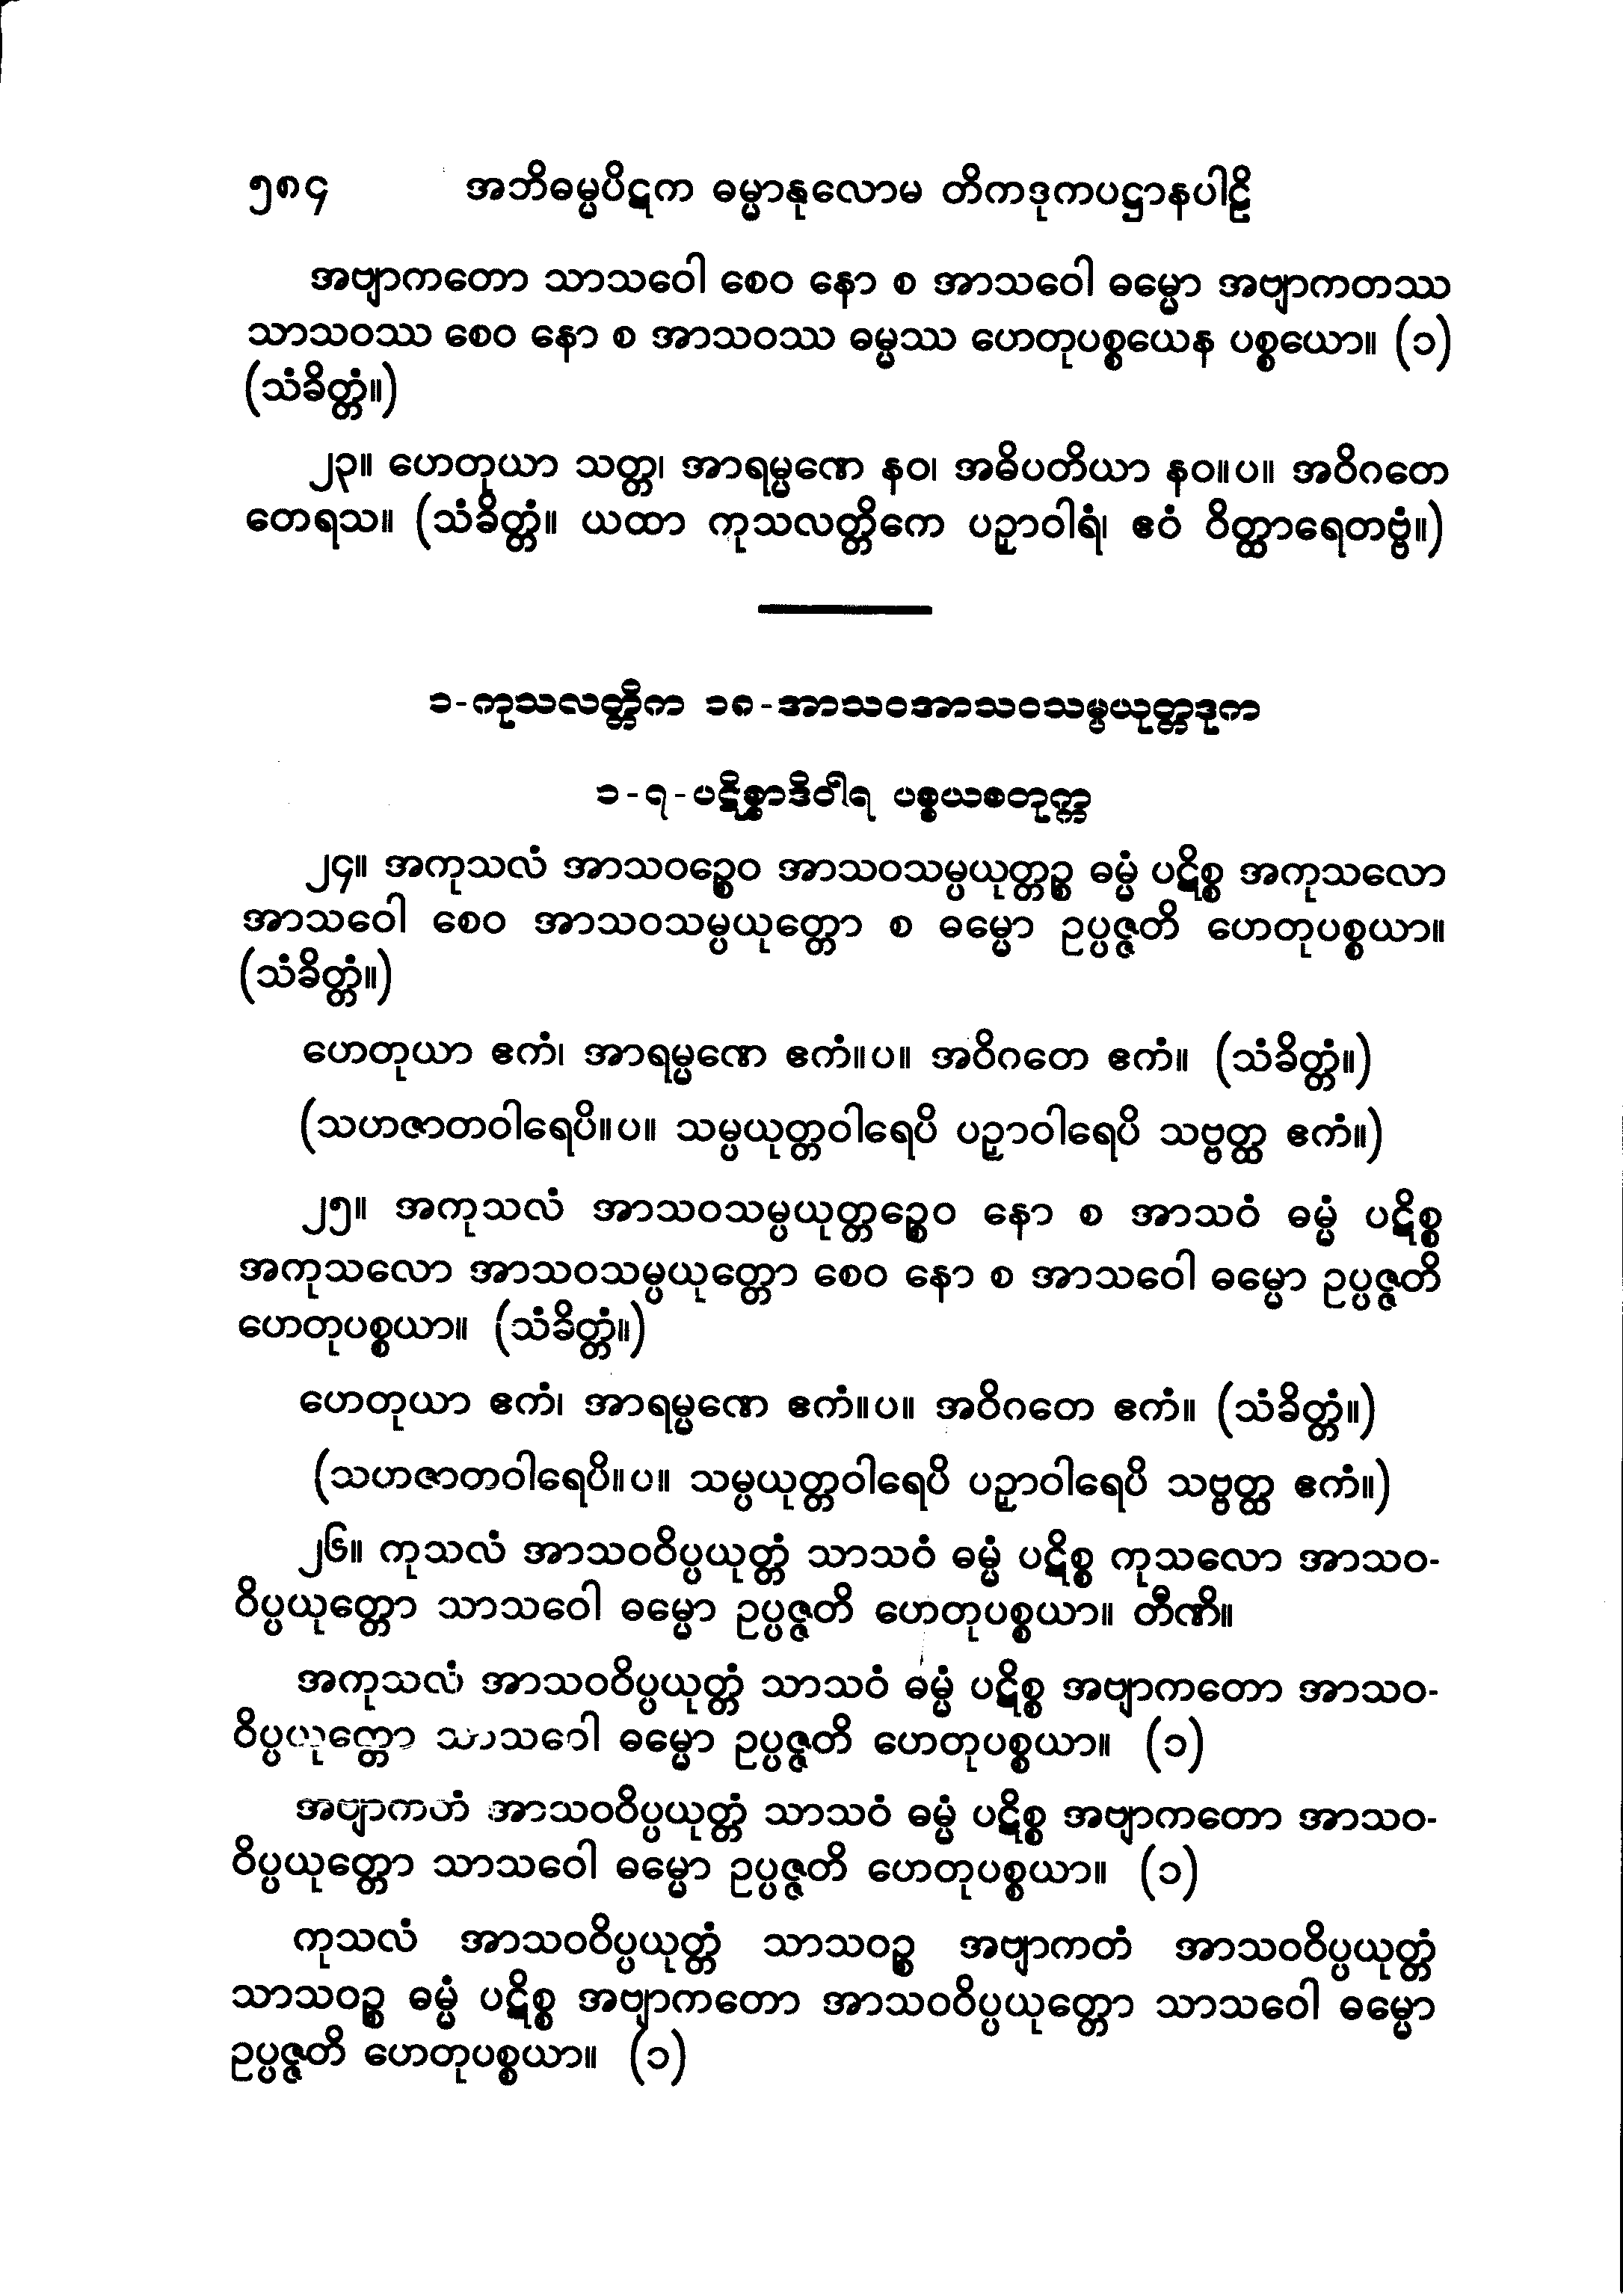 ၅၈၄ အဘိဓမ္မပိဋက ဓမ္မာနုလောမ တိကဒုကပဋ္ဌာနပါဠိ
အဗျာကတော သာသဝေါ စေဝ နော စ အာသဝေါ ဓမ္မော အဗျာကတဿ
သာသဝဿ စေဝ နော စ အာသဝဿ ဓမ္မဿ ဟေတုပစ္စယေန ပစ္စယော။ (၁)
(သံခိတ္တံ။)
၂၃။ ဟေတုယာ သတ္တ၊ အာရမ္မဏေ နဝ၊ အဓိပတိယာ နဝ။ပ။ အဝိဂတေ
တေရသ။ (သံခိတ္တံ။ ယထာ ကုသလတ္တိကေ ပဉှာဝါရံ၊ ဧဝံ ဝိတ္ထာရေတဗ္ဗံ။)
၁-ကုသလတ္တိက ၁၈-အာသဝအာသဝသမ္ပယုတ္တဒုက
၁-၇-ပဋိစ္စာဒိဝါရ ပစ္စယစတုက္က
၂၄။ အကုသလံ အာသဝဉ္စေဝ အာသဝသမ္ပယုတ္တဉ္စ ဓမ္မံ ပဋိစ္စ အကုသလော
အာသဝေါ စေဝ အာသဝသမ္ပယုတ္တော စ ဓမ္မော ဥပ္ပဇ္ဇတိ ဟေတုပစ္စယာ။
(သံခိတ္တံ။)
ဟေတုယာ ဧကံ၊ အာရမ္မဏေ ဧကံ။ပ။ အဝိဂတေ ဧကံ။ (သံခိတ္တံ။)
(သဟဇာတဝါရေပိ။ပ။ သမ္ပယုတ္တဝါရေပိ ပဉှာဝါရေပိ သဗ္ဗတ္ထ ဧကံ။)
၂၅။ အကုသလံ အာသဝသမ္ပယုတ္တဉ္စေဝ နော စ အာသဝံ ဓမ္မံ ပဋိစ္စ
အကုသလော အာသဝသမ္ပယုတ္တော စေဝ နော စ အာသဝေါ ဓမ္မော ဥပ္ပဇ္ဇတိ
ဟေတုပစ္စယာ။ (သံခိတ္တံ။)
ဟေတုယာ ဧကံ၊ အာရမ္မဏေ ဧကံ။ပ။ အဝိဂတေ ဧကံ။ (သံခိတ္တံ။)
(သဟဇာတဝါရေပိ။ပ။ သမ္ပယုတ္တဝါရေပိ ပဉှာဝါရေပိ သဗ္ဗတ္ထ ဧကံ။)
၂၆။ ကုသလံ အာသဝဝိပ္ပယုတ္တံ သာသဝံ ဓမ္မံ ပဋိစ္စ ကုသလော အာသဝ-
ဝိပ္ပယုတ္တော သာသဝေါ ဓမ္မော ဥပ္ပဇ္ဇတိ ဟေတုပစ္စယာ။ တီဏိ။
အကုသလံ အာသဝဝိပ္ပယုတ္တံ သာသဝံ ဓမ္မံ ပဋိစ္စ အဗျာကတော အာသဝ-
ဝိပ္ပယုတ္တော သာသဝေါ ဓမ္မော ဥပ္ပဇ္ဇတိ ဟေတုပစ္စယာ။ (၁)
အဗျာကတံ အာသဝဝိပ္ပယုတ္တံ သာသဝံ ဓမ္မံ ပဋိစ္စ အဗျာကတော အာသဝ-
ဝိပ္ပယုတ္တော သာသဝေါ ဓမ္မော ဥပ္ပဇ္ဇတိ ဟေတုပစ္စယာ။ (၁)
ကုသလံ အာသဝဝိပ္ပယုတ္တံ သာသဝဉ္စ အဗျာကတံ အာသဝဝိပ္ပယုတ္တံ
သာသဝဉ္စ ဓမ္မံ ပဋိစ္စ အဗျာကတော အာသဝဝိပ္ပယုတ္တော သာသဝေါ ဓမ္မော
ဥပ္ပဇ္ဇတိ ဟေတုပစ္စယာ။ (၁)